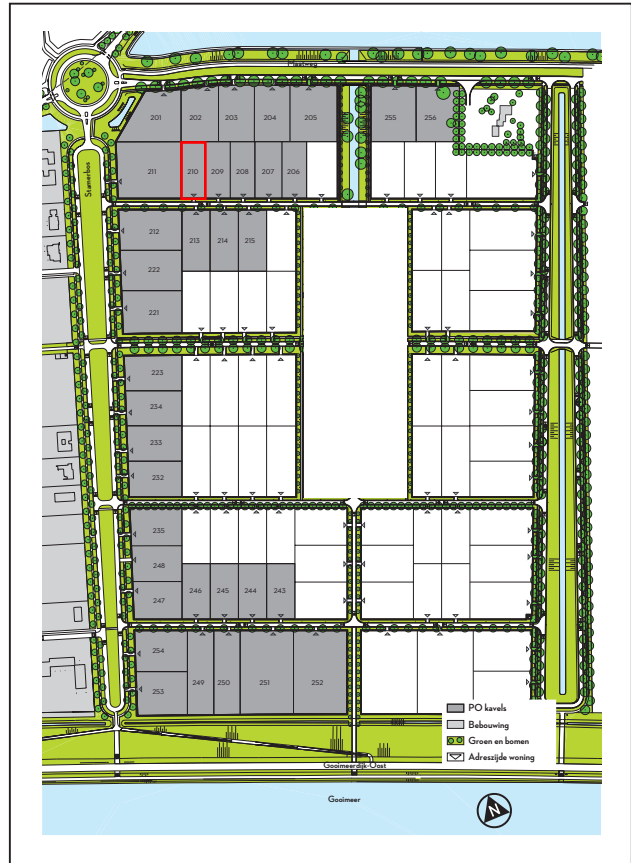 Meentweg
201 202 203 204 205 255 256
211 210 209 208 207 206
Stamerbos
212 213 214 215
222
221
223
234
233
232
235
248
247 246 245 244 243
254
253 249 250 251 252
PO kavels
Bebouwing
Groen en bomen
Adreszijde woning
Gooimeerdijk-Oost
Gooimeer
N